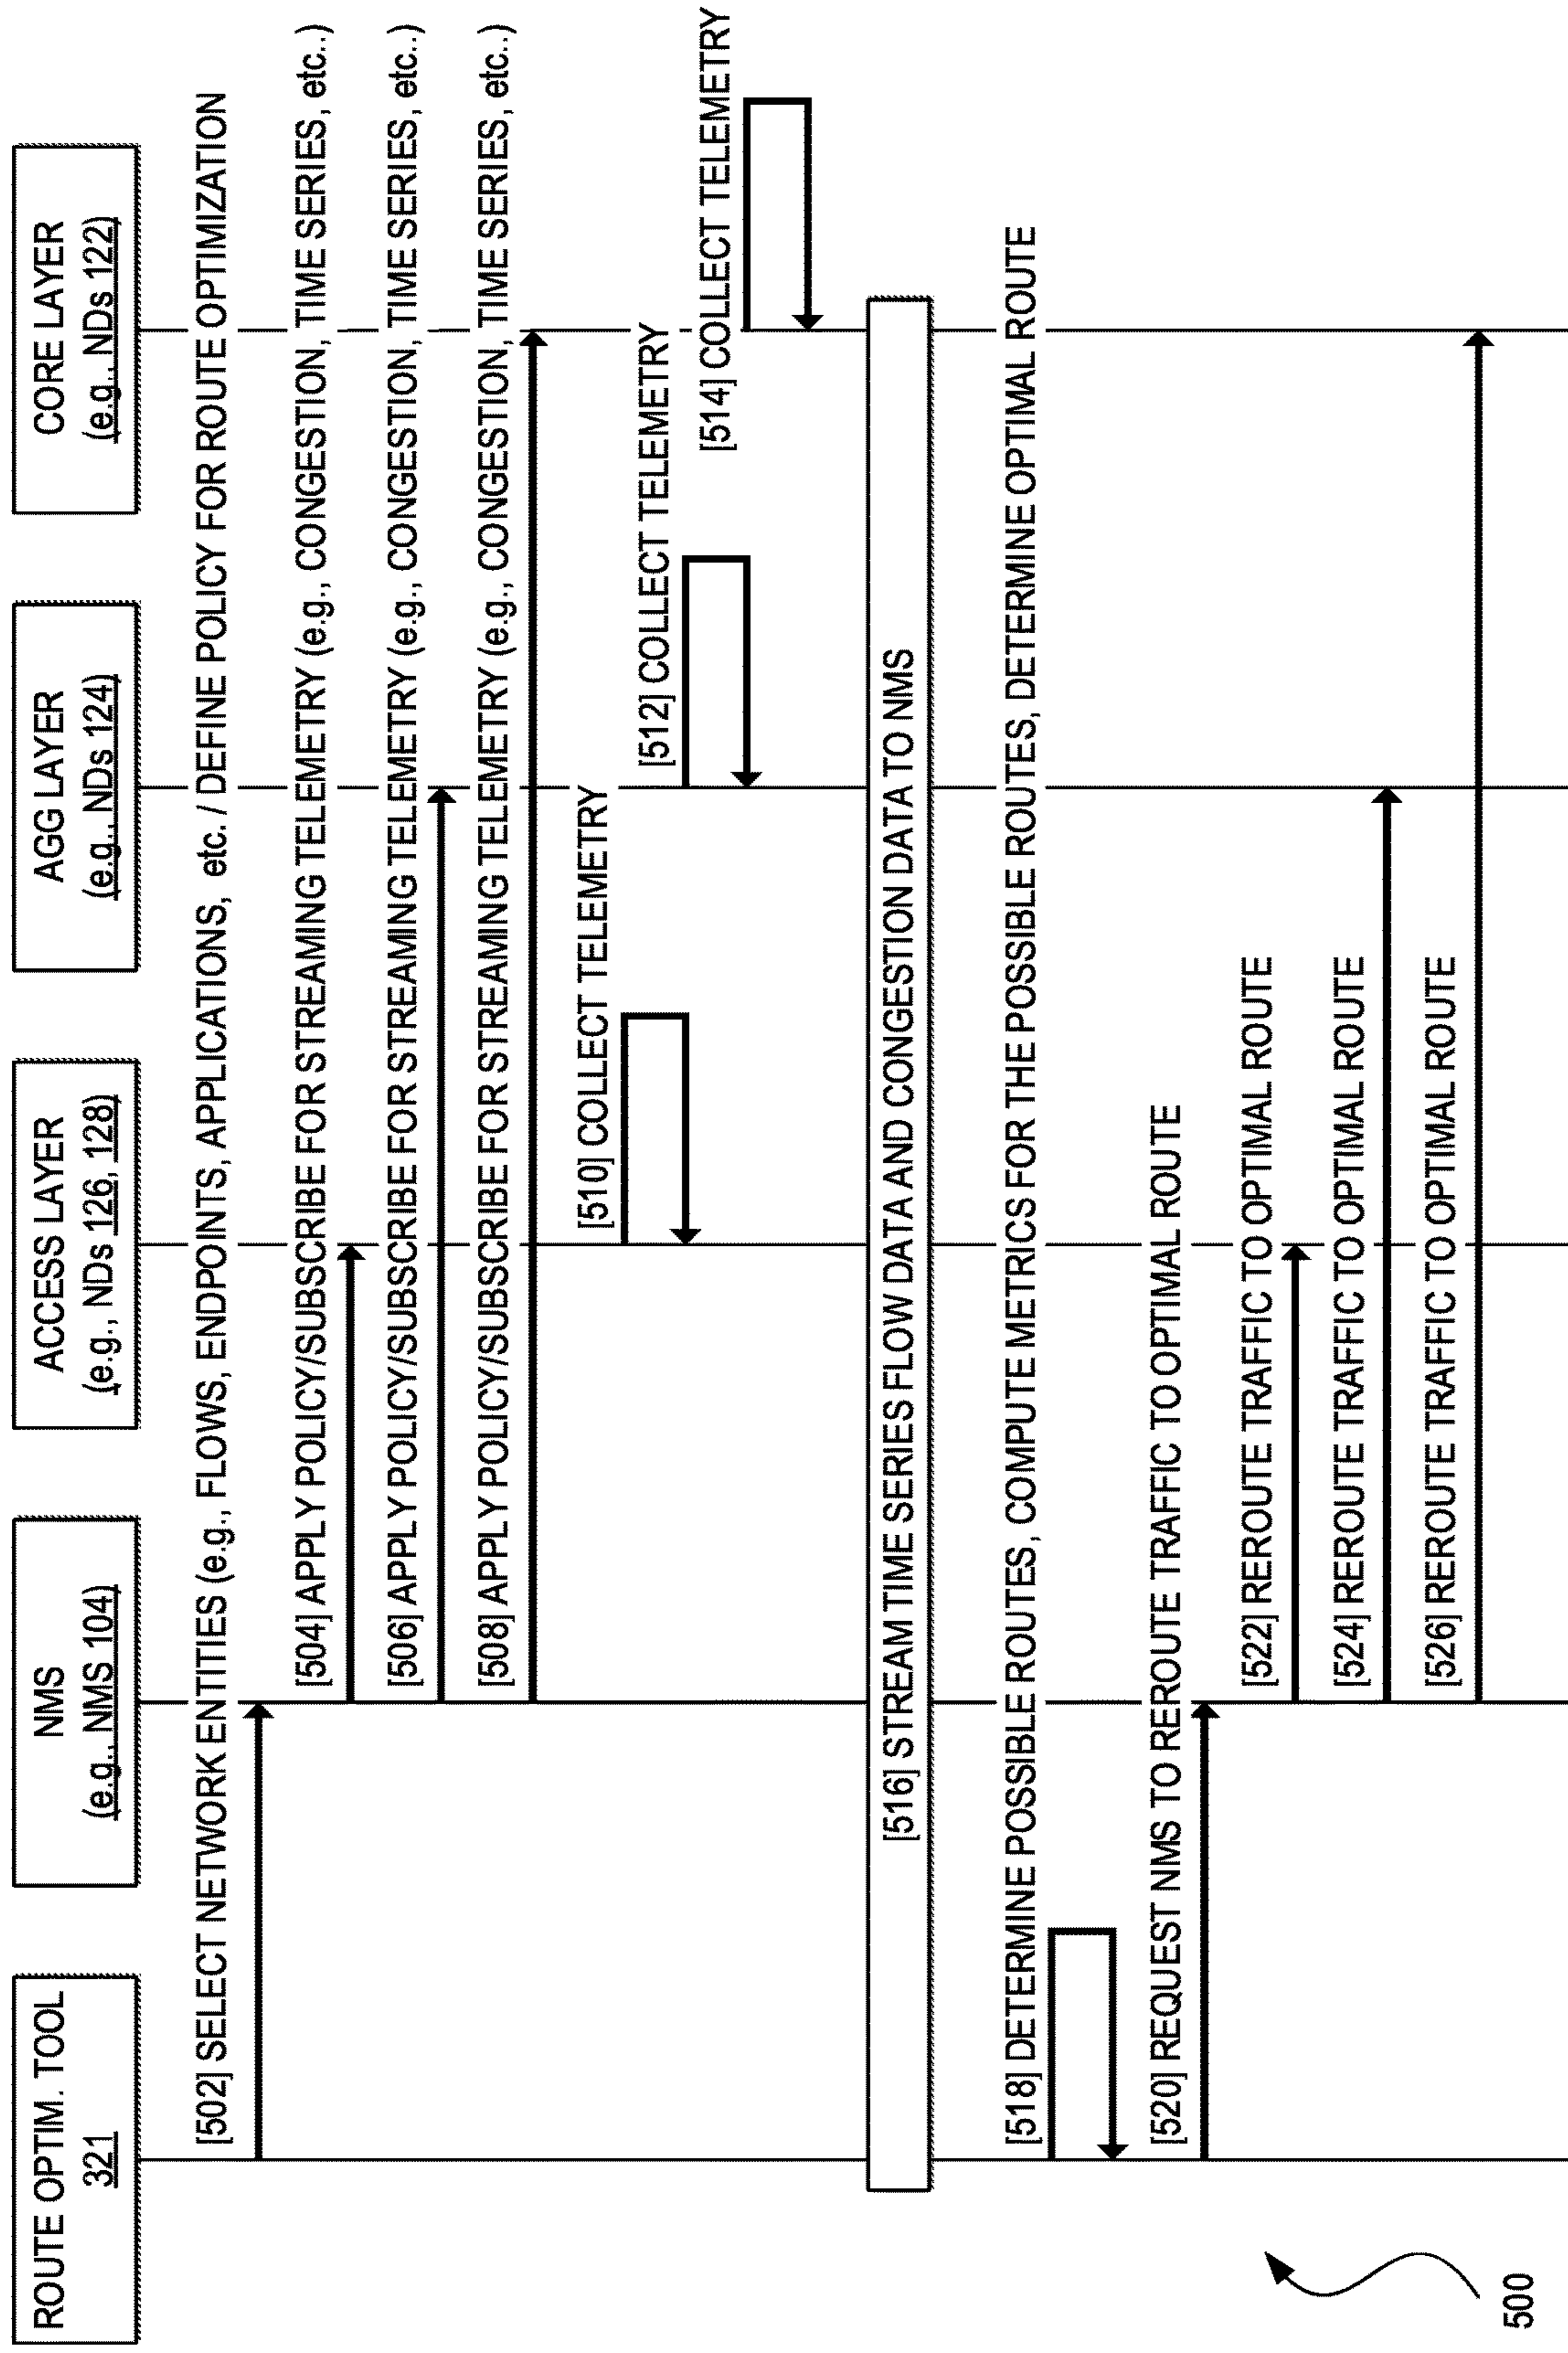 ROUTE OPTIM. TOOL
321
NMS
(e.g., NMS 104)
ACCESS LAYER
(e.g., NDs 126, 128)
AGG LAYER
(e.g., NDs 124)
CORE LAYER
(e.g., NDs 122)
[502] SELECT NETWORK ENTITIES (e.g., FLOWS, ENDPOINTS, APPLICATIONS, etc. / DEFINE POLICY FOR ROUTE OPTIMIZATION
[504] APPLY POLICY/SUBSCRIBE FOR STREAMING TELEMETRY (e.g., CONGESTION, TIME SERIES, etc..)
[506] APPLY POLICY/SUBSCRIBE FOR STREAMING TELEMETRY (e.g., CONGESTION, TIME SERIES, etc..)
[508] APPLY POLICY/SUBSCRIBE FOR STREAMING TELEMETRY (e.g., CONGESTION, TIME SERIES, etc..)
[510] COLLECT TELEMETRY
[512] COLLECT TELEMETRY
[514] COLLECT TELEMETRY
[516] STREAM TIME SERIES FLOW DATA AND CONGESTION DATA TO NMS
[518] DETERMINE POSSIBLE ROUTES, COMPUTE METRICS FOR THE POSSIBLE ROUTES, DETERMINE OPTIMAL ROUTE
[520] REQUEST NMS TO REROUTE TRAFFIC TO OPTIMAL ROUTE
[522] REROUTE TRAFFIC TO OPTIMAL ROUTE
[524] REROUTE TRAFFIC TO OPTIMAL ROUTE
[526] REROUTE TRAFFIC TO OPTIMAL ROUTE
500